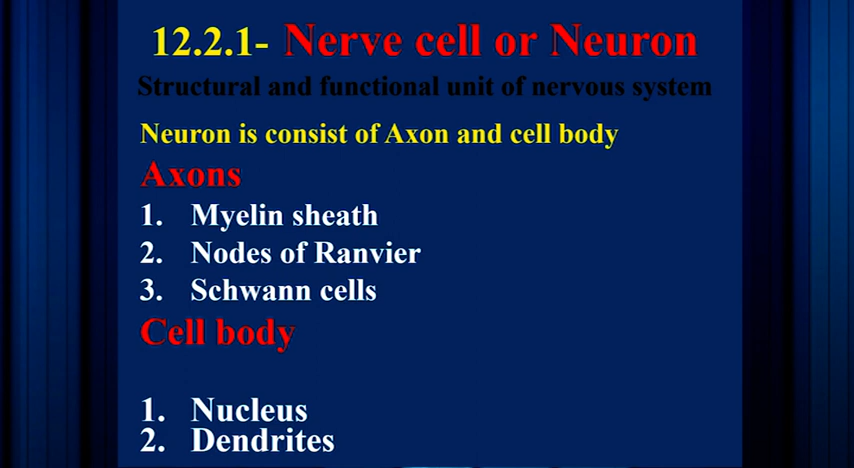 12.2.1- Nerve cell or Neuron
Structural and functional unit of nervous system
Neuron is consist of Axon and cell body
Axons
1. Myelin sheath
2. Nodes of Ranvier
3. Schwann cells
Cell body
1. Nucleus
2. Dendrites